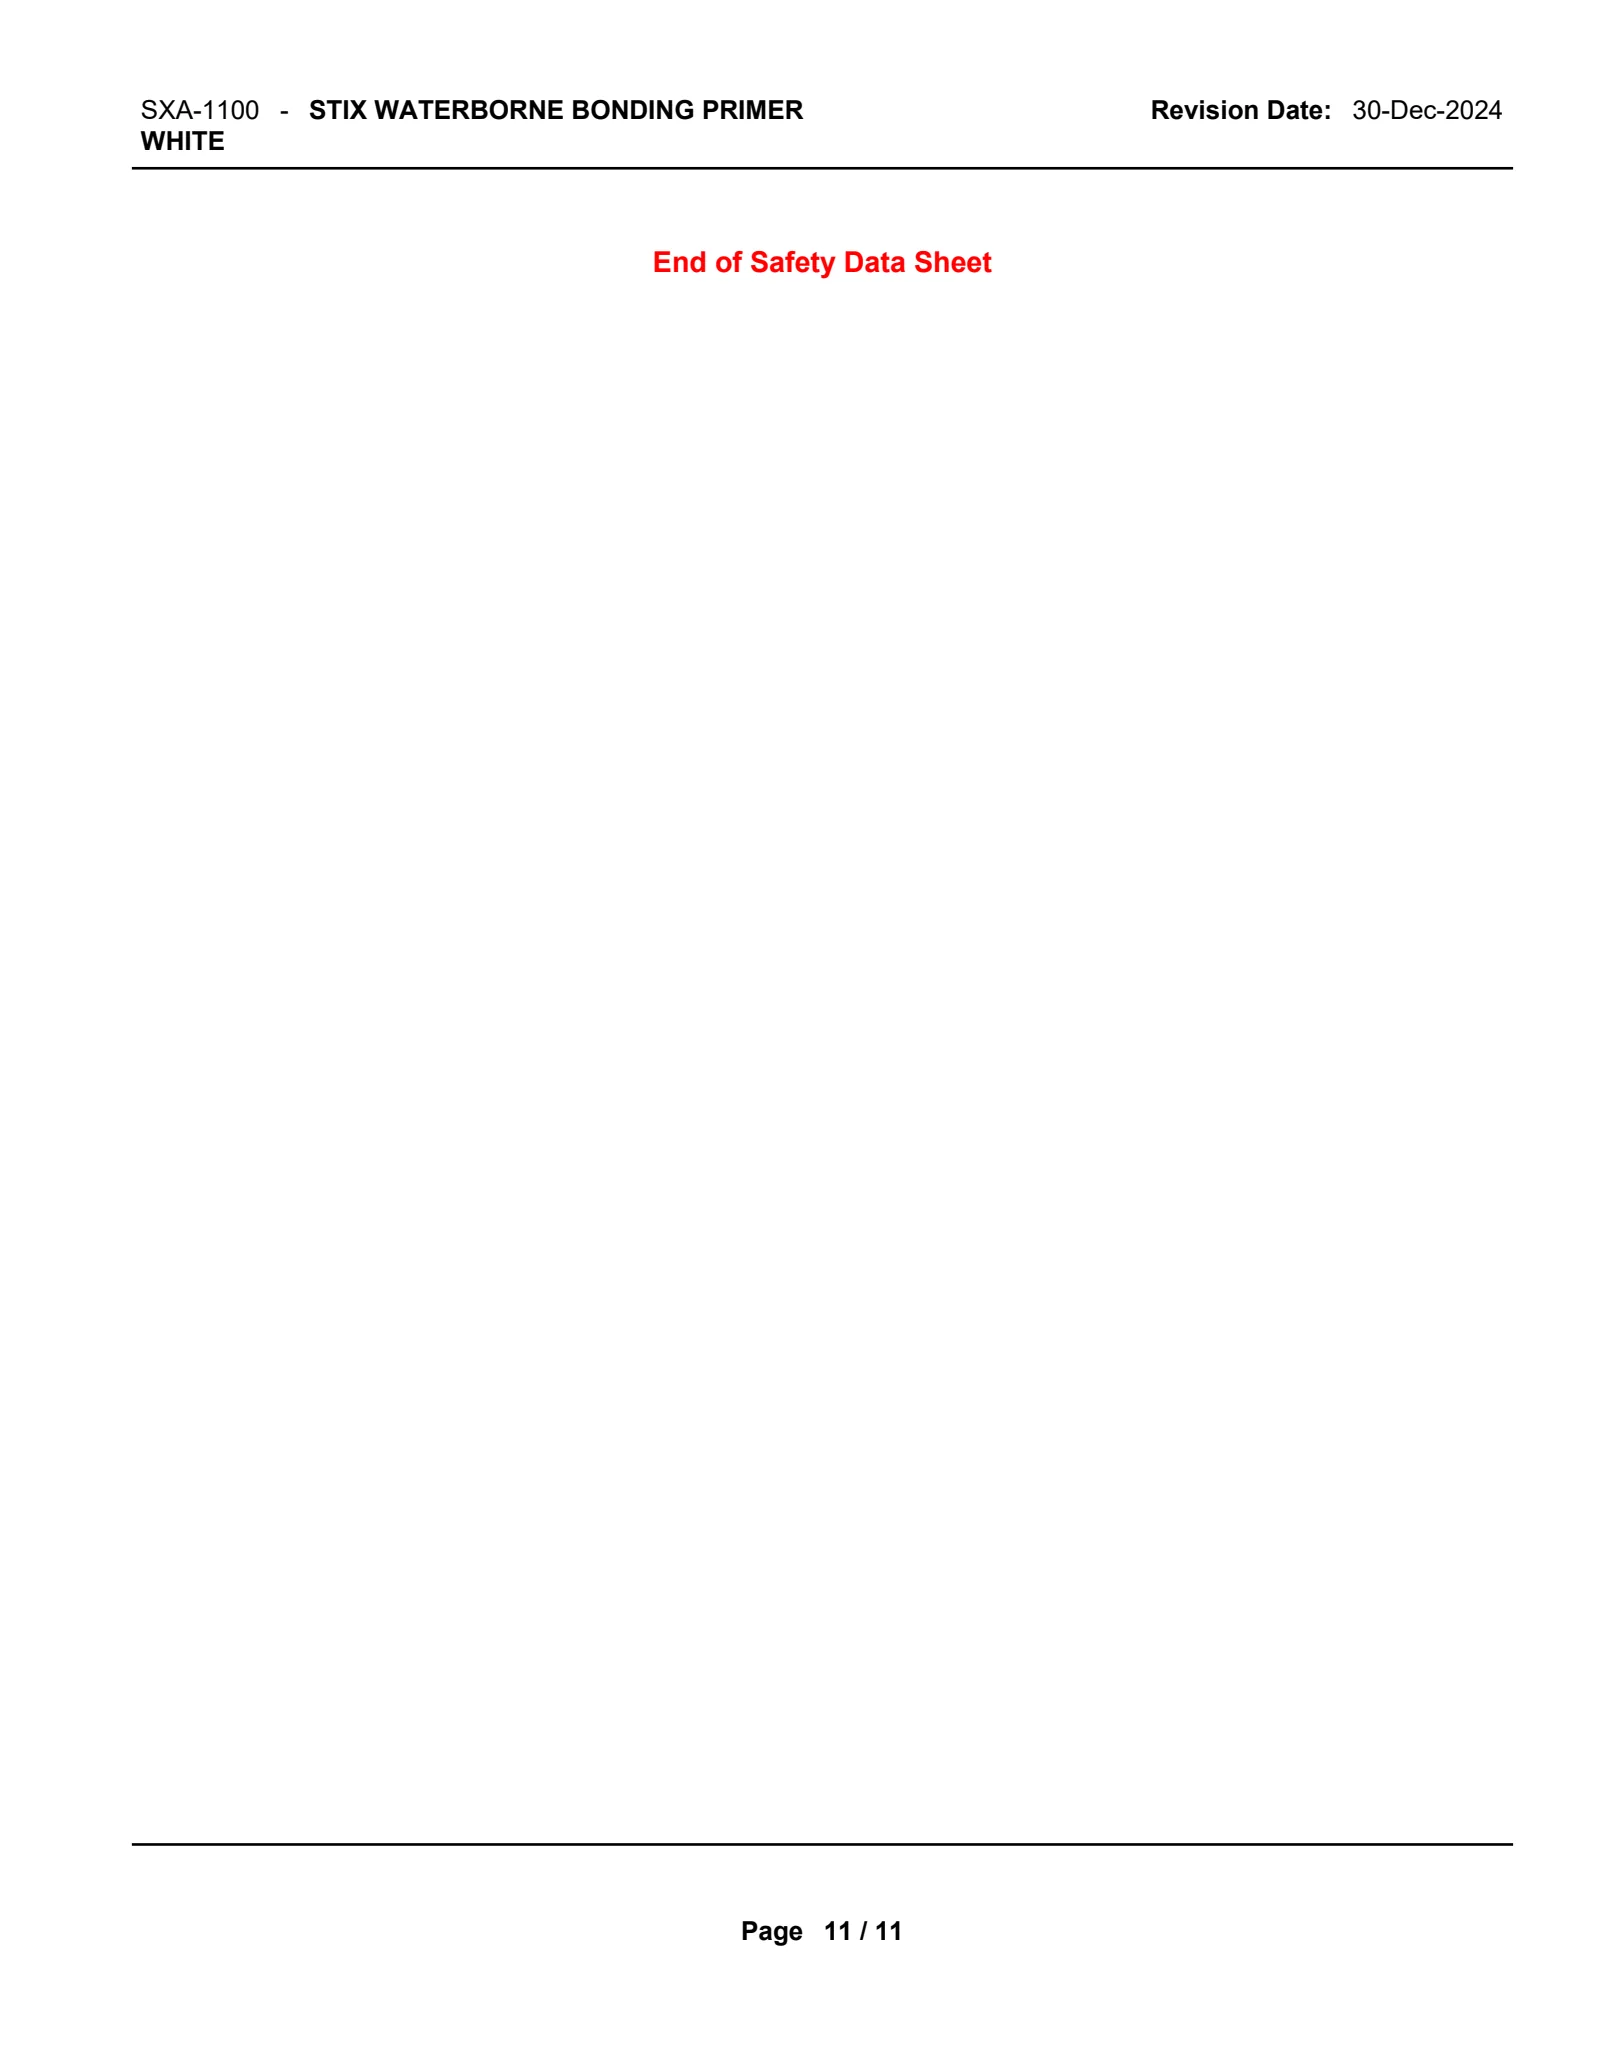 SXA-1100 - STIX WATERBORNE BONDING PRIMER Revision Date: 30-Dec-2024
WHITE
End of Safety Data Sheet
Page 11 / 11